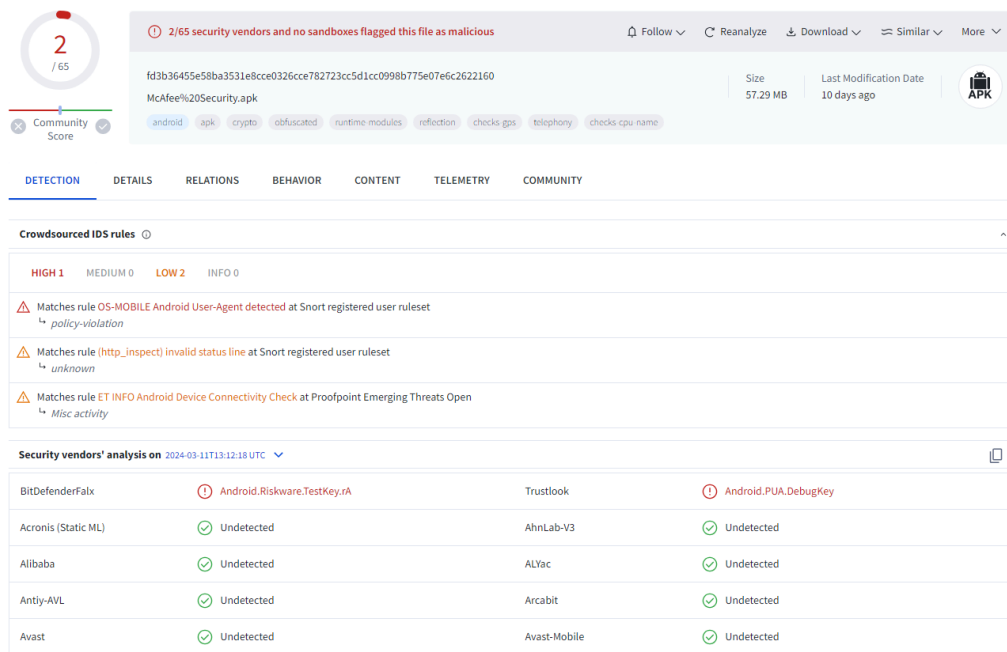 2
/ 65
Community
Score
2/65 security vendors and no sandboxes flagged this file as malicious
Follow
Reanalyze
Download
Similar
More
fd3b36455e58ba3531e8cce0326cce782723cc5d1cc0998b775e07e6c2622160
McAfee%20Security.apk
Size
57.29 MB
Last Modification Date
10 days ago
APK
android apk crypto obfuscated runtime-modules reflection checks-gps telephony checks-cpu-name
DETECTION DETAILS RELATIONS BEHAVIOR CONTENT TELEMETRY COMMUNITY
Crowdsourced IDS rules
HIGH 1 MEDIUM 0 LOW 2 INFO 0
Matches rule OS-MOBILE Android User-Agent detected at Snort registered user ruleset
policy-violation
Matches rule (http_inspect) invalid status line at Snort registered user ruleset
unknown
Matches rule ET INFO Android Device Connectivity Check at Proofpoint Emerging Threats Open
Misc activity
Security vendors' analysis on 2024-03-11T13:12:18 UTC
BitDefenderFalx Android.Riskware.TestKey.rA Trustlook Android.PUA.DebugKey
Acronis (Static ML) Undetected AhnLab-V3 Undetected
Alibaba Undetected ALYac Undetected
Antiy-AVL Undetected Arcabit Undetected
Avast Undetected Avast-Mobile Undetected